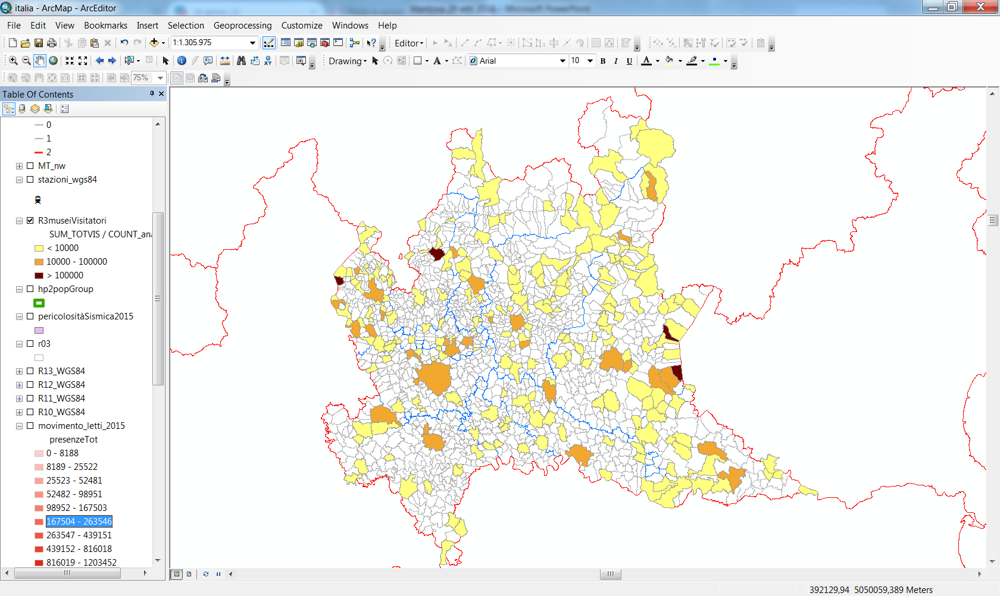 italia - ArcMap - ArcEditor
File Edit View Bookmarks Insert Selection Geoprocessing Customize Windows Help
1:1.305.975 Editor
Drawing A Arial 10 B I U A
75%
Table Of Contents
0
1
2
MT_nw
stazioni_wgs84
R3museiVisitatori
SUM_TOTVIS / COUNT_an
< 10000
10000 - 100000
> 100000
hp2popGroup
pericolositàSismica2015
r03
R13_WGS84
R12_WGS84
R11_WGS84
R10_WGS84
movimento_letti_2015
presenzeTot
0 - 8188
8189 - 25522
25523 - 52481
52482 - 98951
98952 - 167503
167504 - 263546
263547 - 439151
439152 - 816018
816019 - 1203452
392129,94 5050059,389 Meters